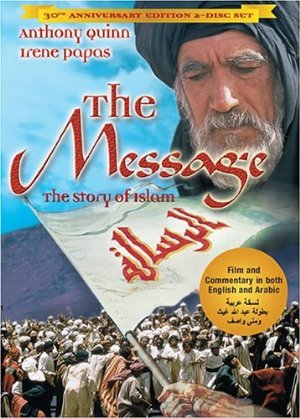 30TH ANNIVERSARY EDITION 2-DISC SET
Anthony Quinn
Irene Papas
The
Message
The Story of Islam
الرسالة
Film and
Commentary in both
English and Arabic
نسخة عربية
بطولة عبد الله غيث
ومنى واصف